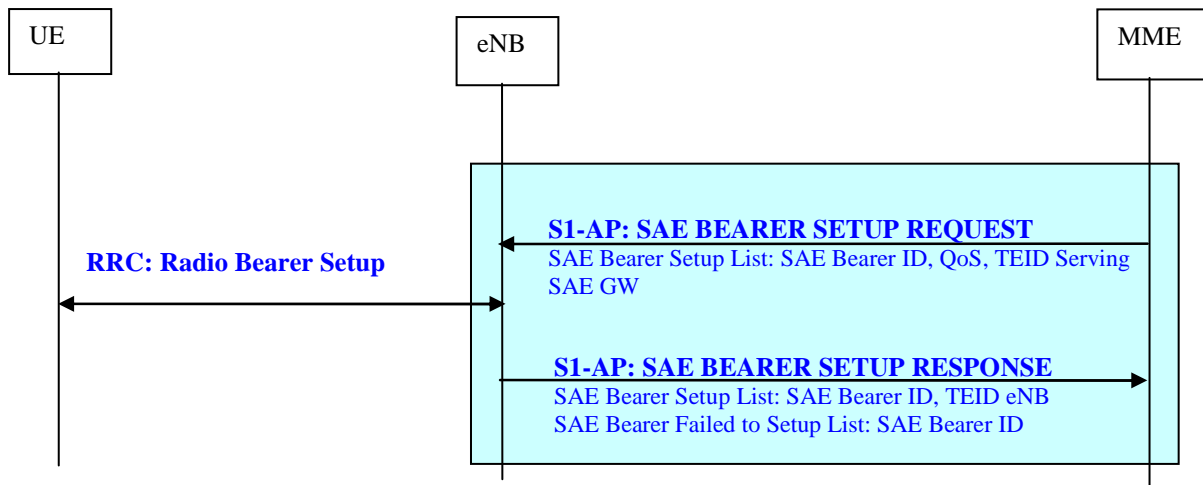 UE
eNB
MME
S1-AP: SAE BEARER SETUP REQUEST
SAE Bearer Setup List: SAE Bearer ID, QoS, TEID Serving
SAE GW
RRC: Radio Bearer Setup
S1-AP: SAE BEARER SETUP RESPONSE
SAE Bearer Setup List: SAE Bearer ID, TEID eNB
SAE Bearer Failed to Setup List: SAE Bearer ID